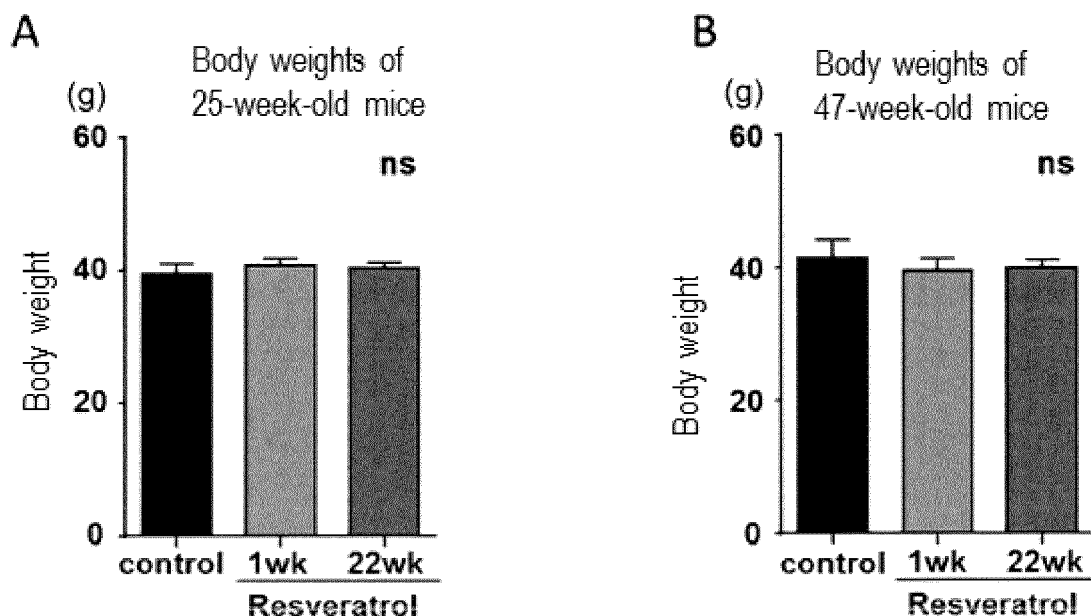 A
Body weights of
25-week-old mice
(g)
60
40
20
0
ns
Body weight
control 1wk 22wk
Resveratrol
B
Body weights of
47-week-old mice
(g)
60
40
20
0
ns
Body weight
control 1wk 22wk
Resveratrol